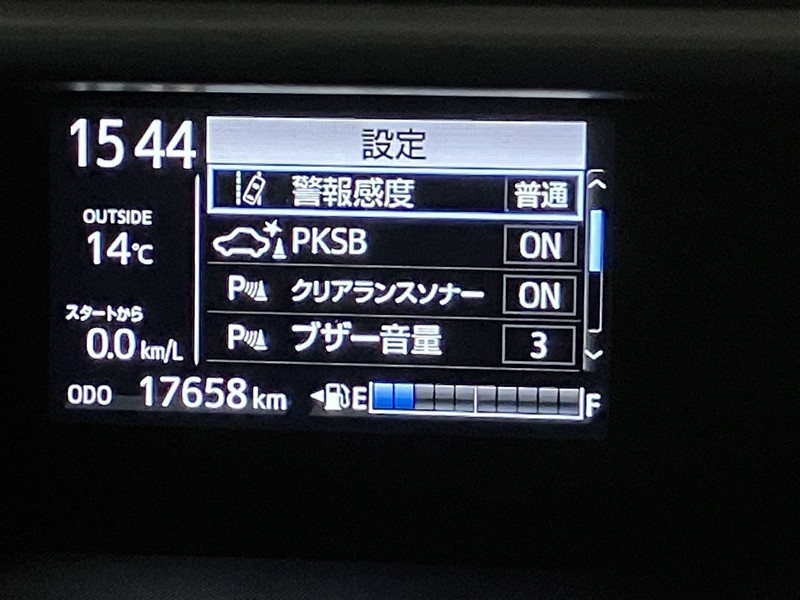 15 44
設定
警報感度 普通
OUTSIDE
14℃
PKSB ON
P クリアランスソナー ON
スタートから
0.0 km/L
P ブザー音量 3
ODO 17658 km
E F